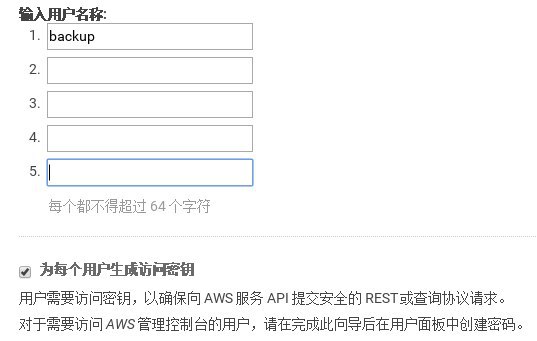 输入用户名称:
1. backup
2.
3.
4.
5.
每个都不得超过 64 个字符
为每个用户生成访问密钥
用户需要访问密钥，以确保向 AWS 服务 API 提交安全的 REST或查询协议请求。
对于需要访问 AWS 管理控制台的用户，请在完成此向导后在用户面板中创建密码。